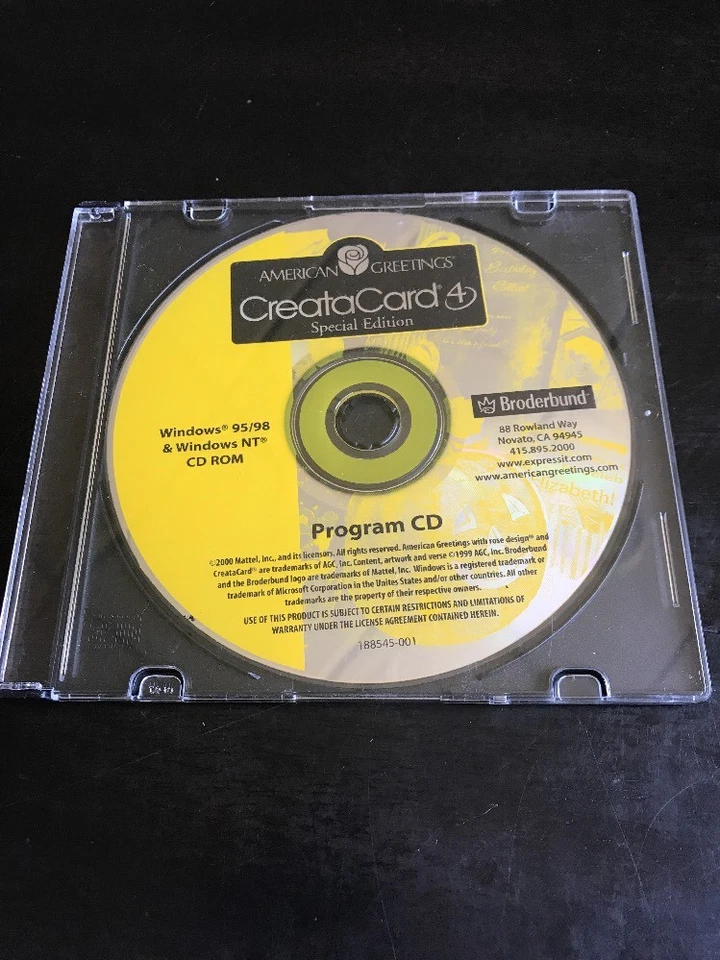 AMERICAN GREETINGS®
CreataCard® 4
Special Edition
Birthday
Windows® 95/98
& Windows NT®
CD ROM
Broderbund®
88 Rowland Way
Novato, CA 94945
415.895.2000
www.expressit.com
www.americangreetings.com
Elizabeth!
Program CD
©2000 Mattel, Inc., and its licensors. All rights reserved. American Greetings with rose design™ and
CreataCard® are trademarks of AGC, Inc. Content, artwork and verse ©1999 AGC, Inc. Broderbund
and the Broderbund logo are trademarks of Mattel, Inc. Windows is a registered trademark or
trademark of Microsoft Corporation in the Unites States and/or other countries. All other
trademarks are the property of their respective owners.
USE OF THIS PRODUCT IS SUBJECT TO CERTAIN RESTRICTIONS AND LIMITATIONS OF
WARRANTY UNDER THE LICENSE AGREEMENT CONTAINED HEREIN.
188545-001